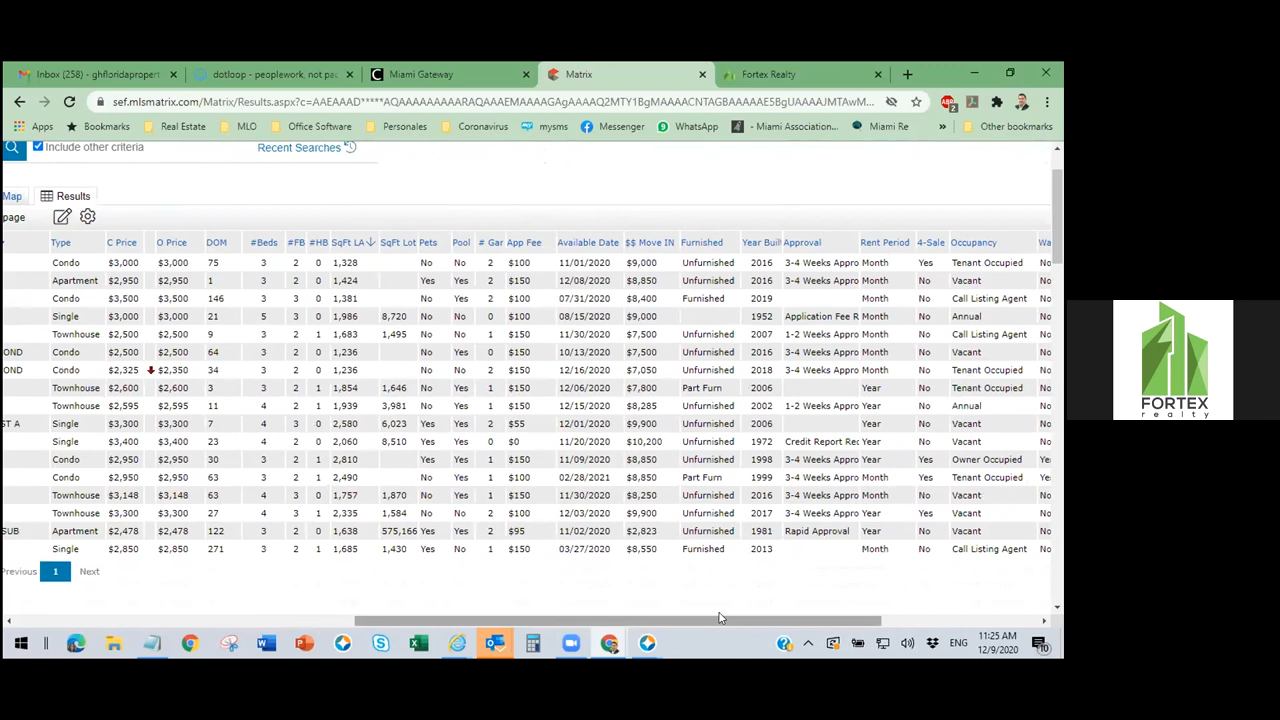 Inbox (258) - ghfloridapropert
dotloop - peoplework, not pa
Miami Gateway
Matrix
Fortex Realty
sef.mlsmatrix.com/Matrix/Results.aspx?c=AAEAAAD*****AQAAAAAAAAARAQAAAEMAAAAGAgAAAAQ2MTY1BgMAAAACNTAGBAAAAAE5BgUAAAAJMTAwM...
Apps Bookmarks Real Estate MLO Office Software Personales Coronavirus mysms Messenger WhatsApp - Miami Association... Miami Re » Other bookmarks
Include other criteria Recent Searches
Map Results
page
Type C Price O Price DOM #Beds #FB #HB SqFt LA SqFt Lot Pets Pool # Gar App Fee Available Date $$ Move IN Furnished Year Buil Approval Rent Period 4-Sale Occupancy Wa
Condo $3,000 $3,000 75 3 2 0 1,328 No No 2 $100 11/01/2020 $9,000 Unfurnished 2016 3-4 Weeks Appro Month Yes Tenant Occupied No
Apartment $2,950 $2,950 1 3 2 0 1,424 Yes Yes 2 $150 12/08/2020 $8,850 Unfurnished 2016 3-4 Weeks Appro Month No Tenant Occupied No
Condo $3,500 $3,500 146 3 2 0 1,381 No Yes 2 $100 07/31/2020 $8,400 Furnished 2019 Month No Call Listing Agent No
Single $3,000 $3,000 21 5 3 0 1,986 8,720 No No 0 $100 08/15/2020 $9,000 1952 Application Fee R Month No Annual No
Townhouse $2,500 $2,500 9 3 2 0 1,683 1,495 No No 1 $150 11/30/2020 $7,500 Unfurnished 2007 1-2 Weeks Appro Month No Call Listing Agent No
OND Condo $2,500 $2,500 64 3 2 0 1,236 No Yes 0 $150 10/13/2020 $7,500 Unfurnished 2016 3-4 Weeks Appro Month No Vacant No
OND Condo $2,325 $2,350 34 3 2 0 1,236 No No 2 $150 12/16/2020 $7,050 Unfurnished 2018 3-4 Weeks Appro Month No Vacant No
Townhouse $2,600 $2,600 3 3 2 1 1,854 1,646 No Yes 1 $150 12/06/2020 $7,800 Part Furn 2006 Year No Tenant Occupied No
Townhouse $2,595 $2,595 11 4 2 1 1,939 3,981 No Yes 1 $150 12/15/2020 $8,285 Unfurnished 2002 1-2 Weeks Appro Year No Annual No
ST A Single $3,300 $3,300 7 4 3 0 2,580 6,023 Yes Yes 2 $55 12/01/2020 $9,900 Unfurnished 2006 Year No Vacant No
Single $3,400 $3,400 23 4 2 0 2,060 8,510 Yes Yes 0 $0 11/20/2020 $10,200 Unfurnished 1972 Credit Report Rec Year No Vacant No
Condo $2,950 $2,950 30 3 2 1 2,810 Yes Yes 1 $150 11/09/2020 $8,850 Unfurnished 1998 3-4 Weeks Appro Year Yes Owner Occupied No
Condo $2,950 $2,950 63 3 2 1 2,490 No Yes 1 $100 02/28/2021 $8,850 Part Furn 1999 3-4 Weeks Appro Year Yes Tenant Occupied No
Townhouse $3,148 $3,148 63 4 3 1 1,757 1,870 No Yes 1 $150 11/30/2020 $8,250 Unfurnished 2016 3-4 Weeks Appro Month No Vacant No
Townhouse $3,300 $3,300 27 4 3 1 2,335 1,584 No Yes 2 $100 12/03/2020 $9,900 Unfurnished 2017 3-4 Weeks Appro Month Yes Vacant No
SUB Apartment $2,478 $2,478 122 3 2 0 1,638 575,166 Yes Yes 2 $95 11/02/2020 $2,823 Unfurnished 1981 Rapid Approval Year No Vacant No
Single $2,850 $2,850 271 3 2 1 1,685 1,430 Yes No 1 $150 03/27/2020 $8,550 Furnished 2013 Month No Call Listing Agent No
Previous 1 Next
ENG
11:25 AM
12/9/2020
10
FORTEX
realty